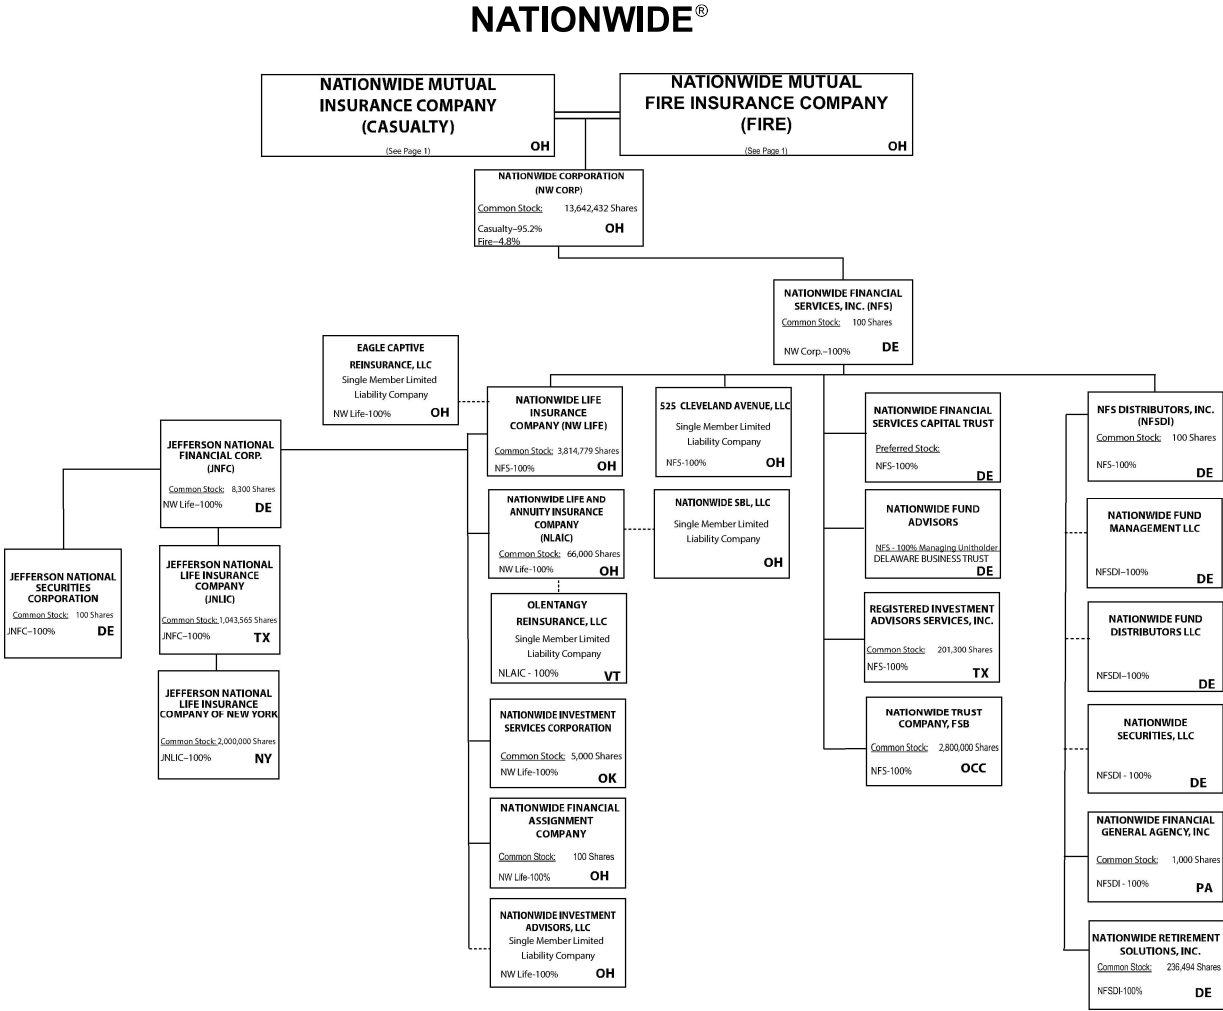 NATIONWIDE®
NATIONWIDE MUTUAL
INSURANCE COMPANY
(CASUALTY)
(See Page 1)
OH
NATIONWIDE MUTUAL
FIRE INSURANCE COMPANY
(FIRE)
(See Page 1)
OH
NATIONWIDE CORPORATION
(NW CORP)
Common Stock: 13,642,432 Shares
Casualty–95.2%
OH
Fire–4.8%
NATIONWIDE FINANCIAL
SERVICES, INC. (NFS)
Common Stock: 100 Shares
NW Corp.–100%
DE
EAGLE CAPTIVE
REINSURANCE, LLC
Single Member Limited
Liability Company
NW Life-100%
OH
NATIONWIDE LIFE
INSURANCE
COMPANY (NW LIFE)
Common Stock: 3,814,779 Shares
NFS-100%
OH
525 CLEVELAND AVENUE, LLC
Single Member Limited
Liability Company
NFS-100%
OH
NATIONWIDE FINANCIAL
SERVICES CAPITAL TRUST
Preferred Stock:
NFS-100%
DE
NFS DISTRIBUTORS, INC.
(NFSDI)
Common Stock: 100 Shares
NFS-100%
DE
JEFFERSON NATIONAL
FINANCIAL CORP.
(JNFC)
Common Stock: 8,300 Shares
NW Life–100%
DE
NATIONWIDE LIFE AND
ANNUITY INSURANCE
COMPANY
(NLAIC)
Common Stock: 66,000 Shares
NW Life-100%
OH
NATIONWIDE SBL, LLC
Single Member Limited
Liability Company
OH
NATIONWIDE FUND
ADVISORS
NFS - 100% Managing Unitholder
DELAWARE BUSINESS TRUST
DE
NATIONWIDE FUND
MANAGEMENT LLC
NFSDI–100%
DE
JEFFERSON NATIONAL
SECURITIES
CORPORATION
Common Stock: 100 Shares
JNFC–100%
DE
JEFFERSON NATIONAL
LIFE INSURANCE
COMPANY
(JNLIC)
Common Stock: 1,043,565 Shares
JNFC–100%
TX
OLENTANGY
REINSURANCE, LLC
Single Member Limited
Liability Company
NLAIC - 100%
VT
REGISTERED INVESTMENT
ADVISORS SERVICES, INC.
Common Stock: 201,300 Shares
NFS-100%
TX
NATIONWIDE FUND
DISTRIBUTORS LLC
NFSDI–100%
DE
JEFFERSON NATIONAL
LIFE INSURANCE
COMPANY OF NEW YORK
Common Stock: 2,000,000 Shares
JNLIC–100%
NY
NATIONWIDE INVESTMENT
SERVICES CORPORATION
Common Stock: 5,000 Shares
NW Life-100%
OK
NATIONWIDE TRUST
COMPANY, FSB
Common Stock: 2,800,000 Shares
NFS-100%
OCC
NATIONWIDE
SECURITIES, LLC
NFSDI - 100%
DE
NATIONWIDE FINANCIAL
ASSIGNMENT
COMPANY
Common Stock: 100 Shares
NW Life-100%
OH
NATIONWIDE FINANCIAL
GENERAL AGENCY, INC
Common Stock: 1,000 Shares
NFSDI - 100%
PA
NATIONWIDE INVESTMENT
ADVISORS, LLC
Single Member Limited
Liability Company
NW Life-100%
OH
NATIONWIDE RETIREMENT
SOLUTIONS, INC.
Common Stock: 236,494 Shares
NFSDI-100%
DE